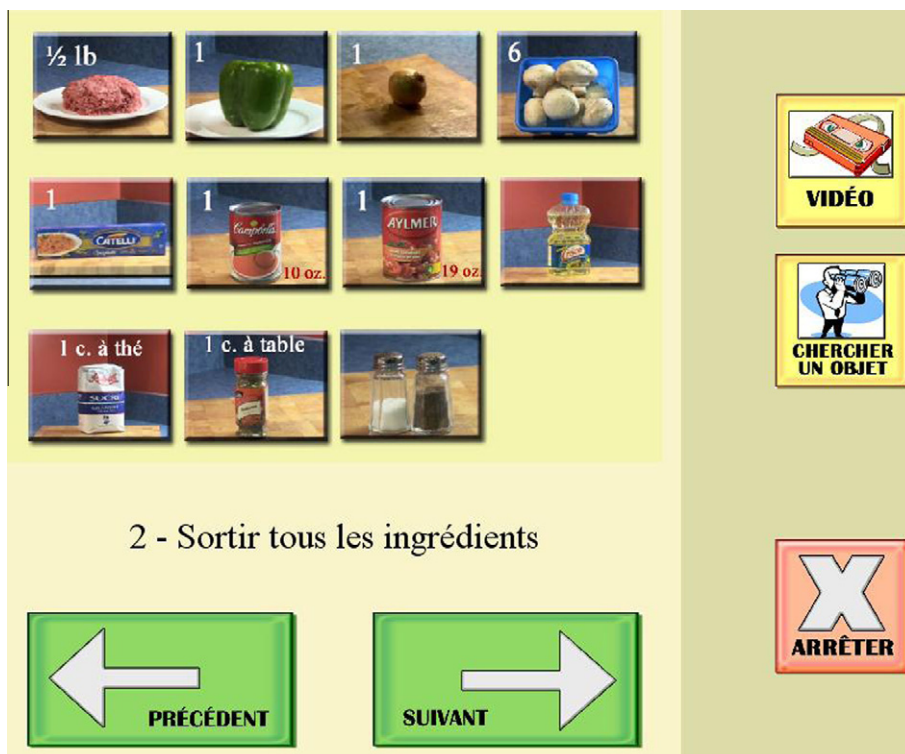 ½ lb
1
1
6
1
CATELLI
1
Campbell's
10 oz.
1
AYLMER
19 oz.
1 c. à thé
SUCRE
1 c. à table
VIDÉO
CHERCHER
UN OBJET
2 - Sortir tous les ingrédients
ARRÊTER
PRÉCÉDENT
SUIVANT